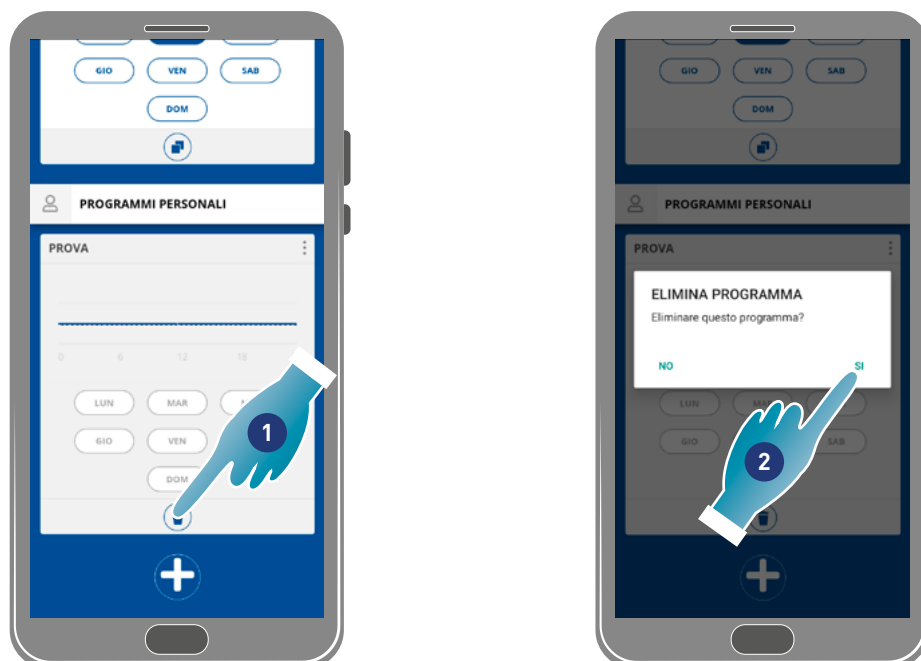 GIO VEN SAB
DOM
PROGRAMMI PERSONALI
PROVA
0 6 12 18
LUN MAR
GIO VEN
DOM
1
GIO VEN SAB
DOM
PROGRAMMI PERSONALI
PROVA
ELIMINA PROGRAMMA
Eliminare questo programma?
NO SI
LUN MAR
GIO SAB
2